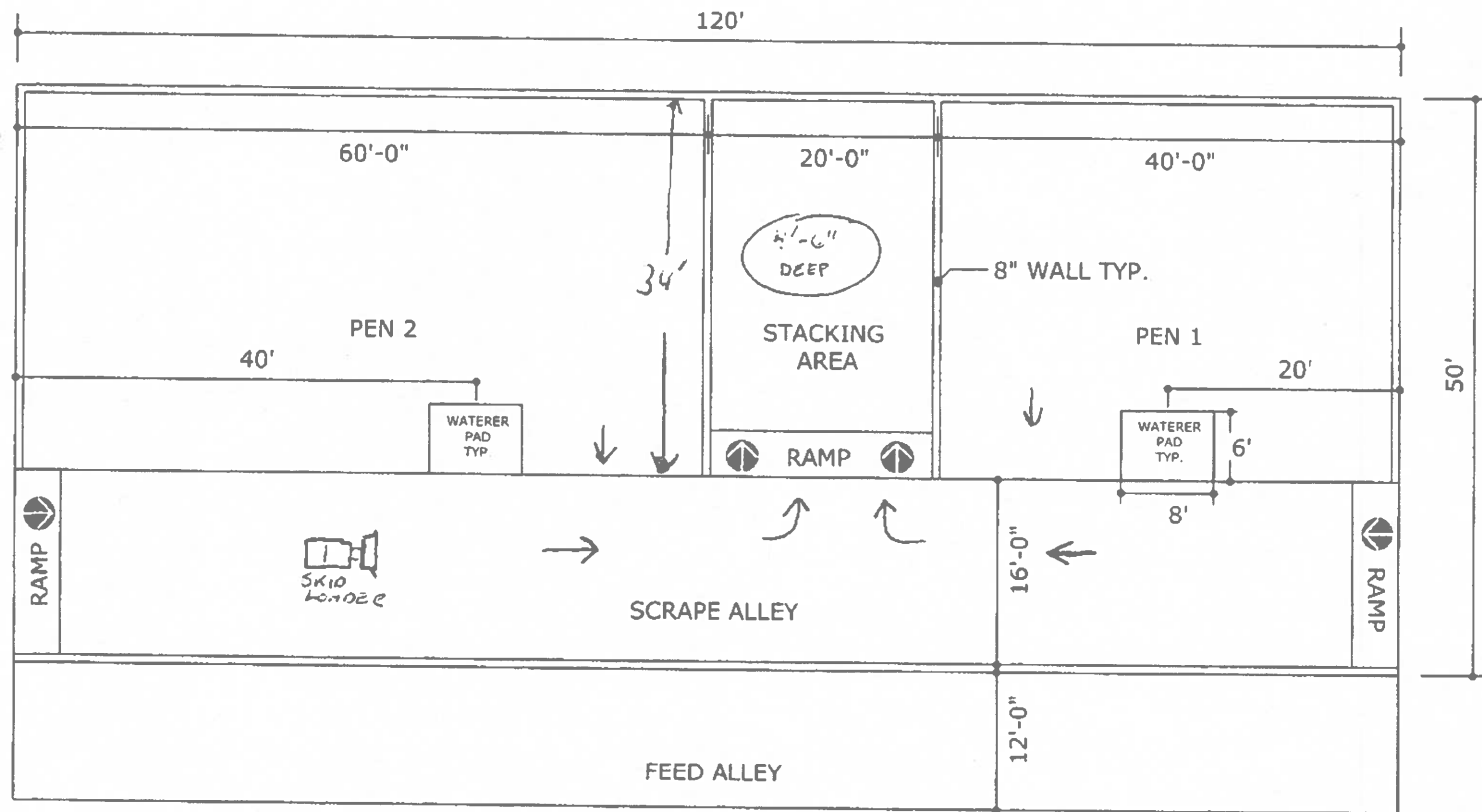 120'
60'-0"
20'-0"
40'-0"
DEEP
34'
8" WALL TYP.
PEN 2
STACKING
AREA
PEN 1
40'
20'
50'
WATERER
PAD
TYP.
RAMP
WATERER
PAD
TYP.
6'
8'
RAMP
SKID
LOADER
SCRAPE ALLEY
16'-0"
RAMP
FEED ALLEY
12'-0"